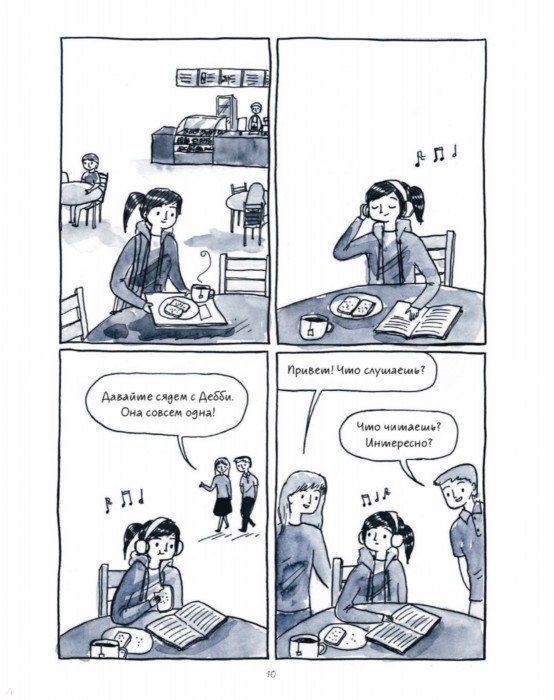 Давайте сядем с Дебби.
Она совсем одна!
Привет! Что слушаешь?
Что читаешь?
Интересно?
10